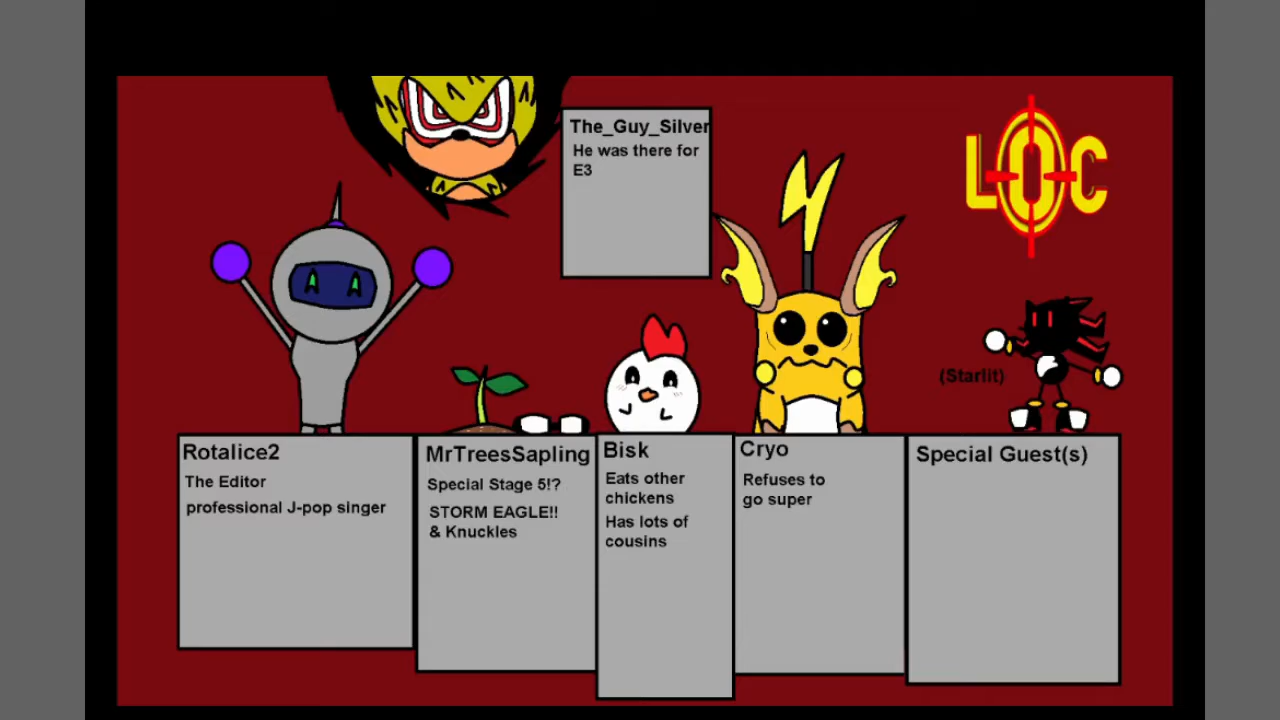 The_Guy_Silver
He was there for
E3
LOC
(Starlit)
Rotalice2
The Editor
professional J-pop singer
MrTreesSapling
Special Stage 5!?
STORM EAGLE!!
& Knuckles
Bisk
Eats other
chickens
Has lots of
cousins
Cryo
Refuses to
go super
Special Guest(s)